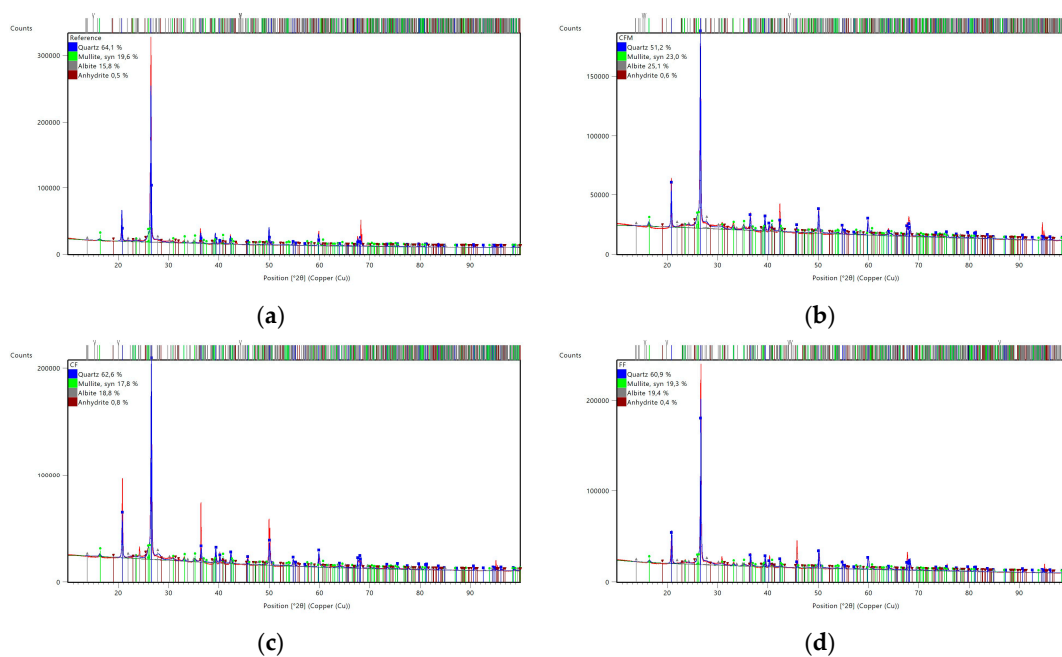 Counts
Reference
Quartz 64,1 %
Mullite, syn 19,6 %
Albite 15,8 %
Anhydrite 0,5 %
300000
200000
100000
0
20 30 40 50 60 70 80 90
Position [°2θ] (Copper (Cu))
(a)
Counts
CFM
Quartz 51,2 %
Mullite, syn 23,0 %
Albite 25,1 %
Anhydrite 0,6 %
150000
100000
50000
0
20 30 40 50 60 70 80 90
Position [°2θ] (Copper (Cu))
(b)
Counts
CF
Quartz 62,6 %
Mullite, syn 17,8 %
Albite 18,8 %
Anhydrite 0,8 %
200000
100000
0
20 30 40 50 60 70 80 90
Position [°2θ] (Copper (Cu))
(c)
Counts
FF
Quartz 60,9 %
Mullite, syn 19,3 %
Albite 19,4 %
Anhydrite 0,4 %
200000
100000
0
20 30 40 50 60 70 80 90
Position [°2θ] (Copper (Cu))
(d)